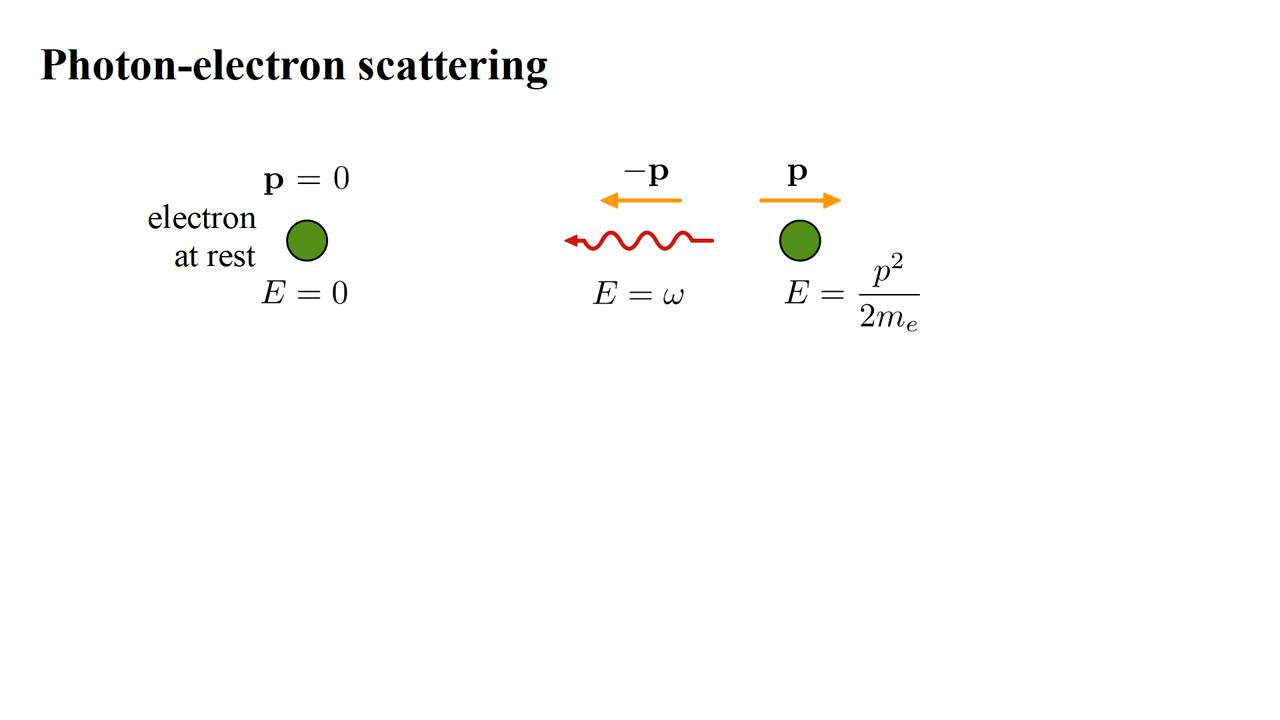 Photon-electron scattering
p = 0
electron
at rest
E = 0
−p
E = ω
p
E = p²/2mₑ